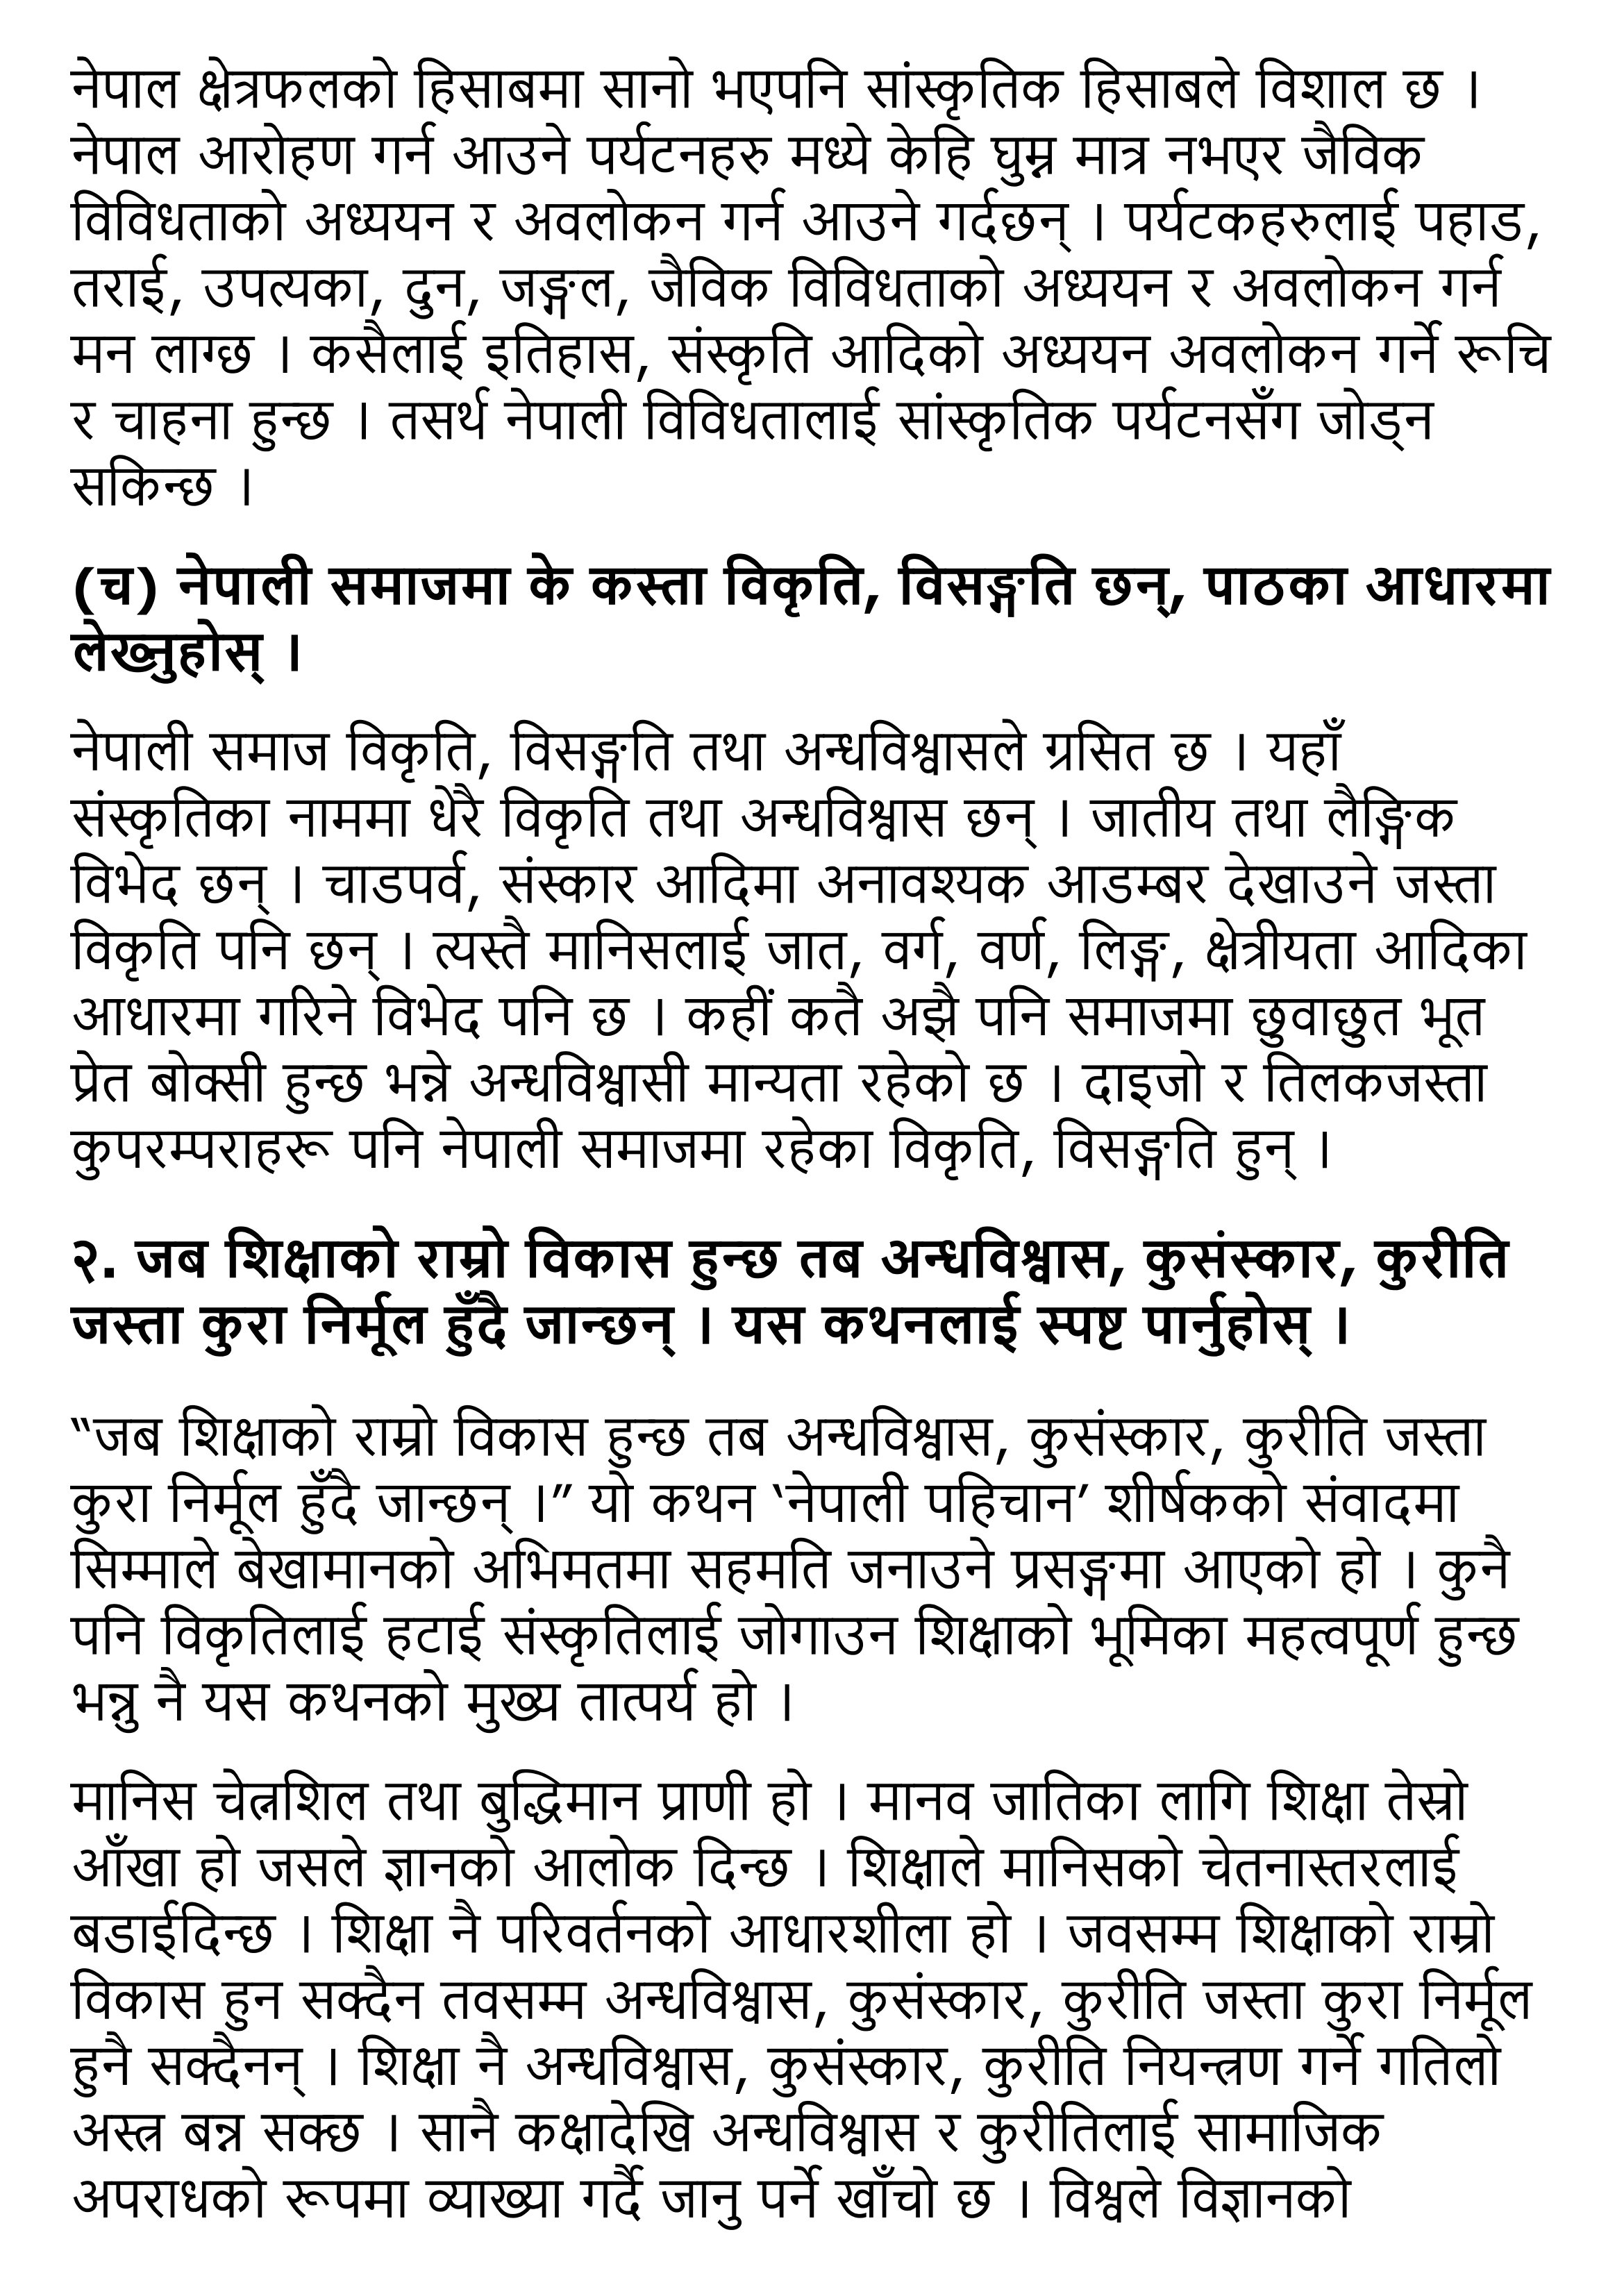 नेपाल क्षेत्रफलको हिसाबमा सानो भएपनि सांस्कृतिक हिसाबले विशाल छ ।
नेपाल आरोहण गर्न आउने पर्यटनहरु मध्ये केहि घुम्न मात्र नभएर जैविक
विविधताको अध्ययन र अवलोकन गर्न आउने गर्दछन् । पर्यटकहरुलाई पहाड,
तराई, उपत्यका, दुन, जङ्गल, जैविक विविधताको अध्ययन र अवलोकन गर्न
मन लाग्छ । कसैलाई इतिहास, संस्कृति आदिको अध्ययन अवलोकन गर्ने रूचि
र चाहना हुन्छ । तसर्थ नेपाली विविधतालाई सांस्कृतिक पर्यटनसँग जोड्न
सकिन्छ ।
(च) नेपाली समाजमा के कस्ता विकृति, विसङ्गति छन्, पाठका आधारमा
लेख्नुहोस् ।
नेपाली समाज विकृति, विसङ्गति तथा अन्धविश्वासले ग्रसित छ । यहाँ
संस्कृतिका नाममा धेरै विकृति तथा अन्धविश्वास छन् । जातीय तथा लैङ्गिक
विभेद छन् । चाडपर्व, संस्कार आदिमा अनावश्यक आडम्बर देखाउने जस्ता
विकृति पनि छन् । त्यस्तै मानिसलाई जात, वर्ग, वर्ण, लिङ्ग, क्षेत्रीयता आदिका
आधारमा गरिने विभेद पनि छ । कहीं कतै अझै पनि समाजमा छुवाछुत भूत
प्रेत बोक्सी हुन्छ भन्ने अन्धविश्वासी मान्यता रहेको छ । दाइजो र तिलकजस्ता
कुपरम्पराहरू पनि नेपाली समाजमा रहेका विकृति, विसङ्गति हुन् ।
२. जब शिक्षाको राम्रो विकास हुन्छ तब अन्धविश्वास, कुसंस्कार, कुरीति
जस्ता कुरा निर्मूल हुँदै जान्छन् । यस कथनलाई स्पष्ट पार्नुहोस् ।
“जब शिक्षाको राम्रो विकास हुन्छ तब अन्धविश्वास, कुसंस्कार, कुरीति जस्ता
कुरा निर्मूल हुँदै जान्छन् ।” यो कथन ‘नेपाली पहिचान’ शीर्षकको संवादमा
सिम्माले बेखामानको अभिमतमा सहमति जनाउने प्रसङ्गमा आएको हो । कुनै
पनि विकृतिलाई हटाई संस्कृतिलाई जोगाउन शिक्षाको भूमिका महत्वपूर्ण हुन्छ
भन्नु नै यस कथनको मुख्य तात्पर्य हो ।
मानिस चेत्नशिल तथा बुद्धिमान प्राणी हो । मानव जातिका लागि शिक्षा तेस्रो
आँखा हो जसले ज्ञानको आलोक दिन्छ । शिक्षाले मानिसको चेतनास्तरलाई
बडाईदिन्छ । शिक्षा नै परिवर्तनको आधारशीला हो । जवसम्म शिक्षाको राम्रो
विकास हुन सक्दैन तवसम्म अन्धविश्वास, कुसंस्कार, कुरीति जस्ता कुरा निर्मूल
हुनै सक्दैनन् । शिक्षा नै अन्धविश्वास, कुसंस्कार, कुरीति नियन्त्रण गर्ने गतिलो
अस्त्र बन्न सक्छ । सानै कक्षादेखि अन्धविश्वास र कुरीतिलाई सामाजिक
अपराधको रूपमा व्याख्या गर्दै जानु पर्ने खाँचो छ । विश्वले विज्ञानको